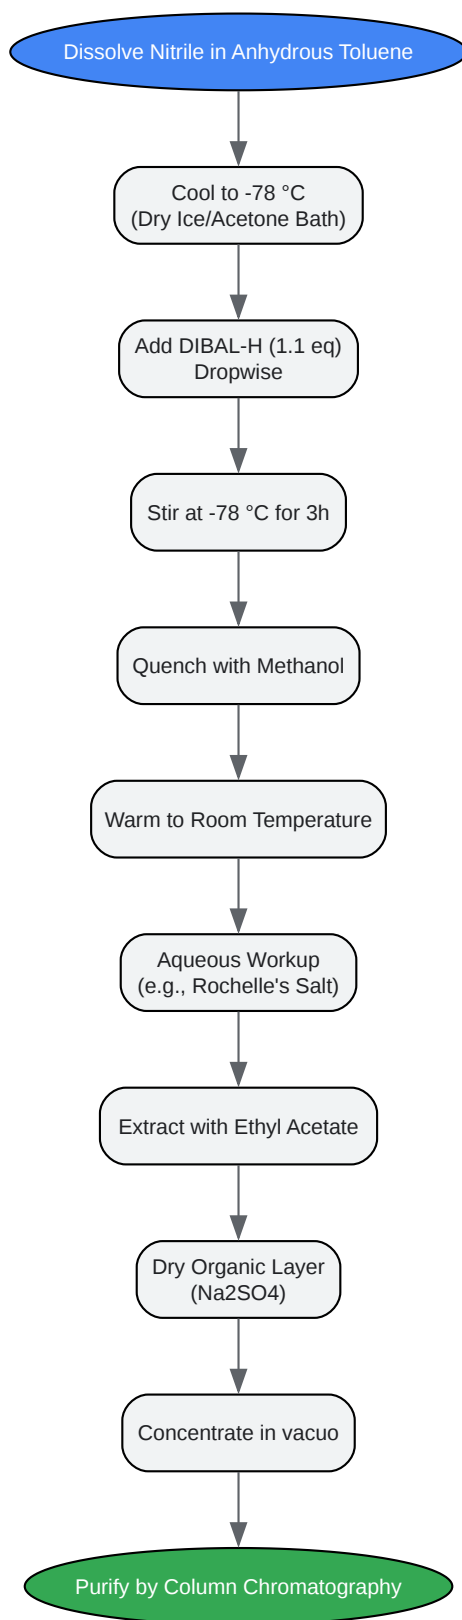 Dissolve Nitrile in Anhydrous Toluene
Cool to -78 °C
(Dry Ice/Acetone Bath)
Add DIBAL-H (1.1 eq)
Dropwise
Stir at -78 °C for 3h
Quench with Methanol
Warm to Room Temperature
Aqueous Workup
(e.g., Rochelle's Salt)
Extract with Ethyl Acetate
Dry Organic Layer
(Na2SO4)
Concentrate in vacuo
Purify by Column Chromatography